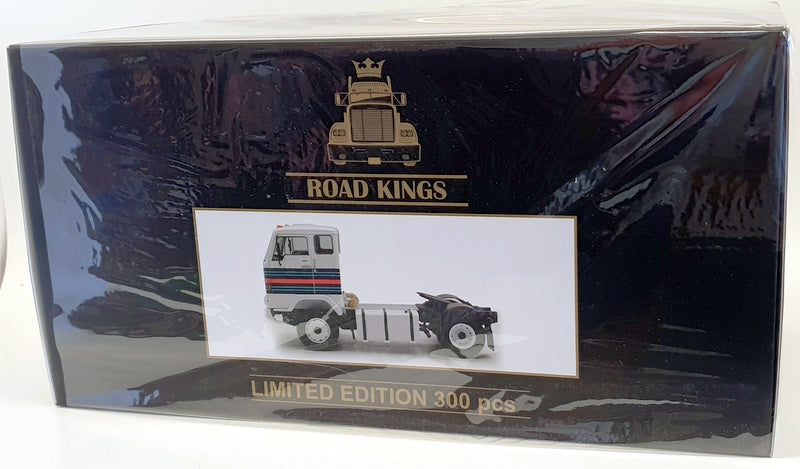 ROAD KINGS
LIMITED EDITION 300 pcs